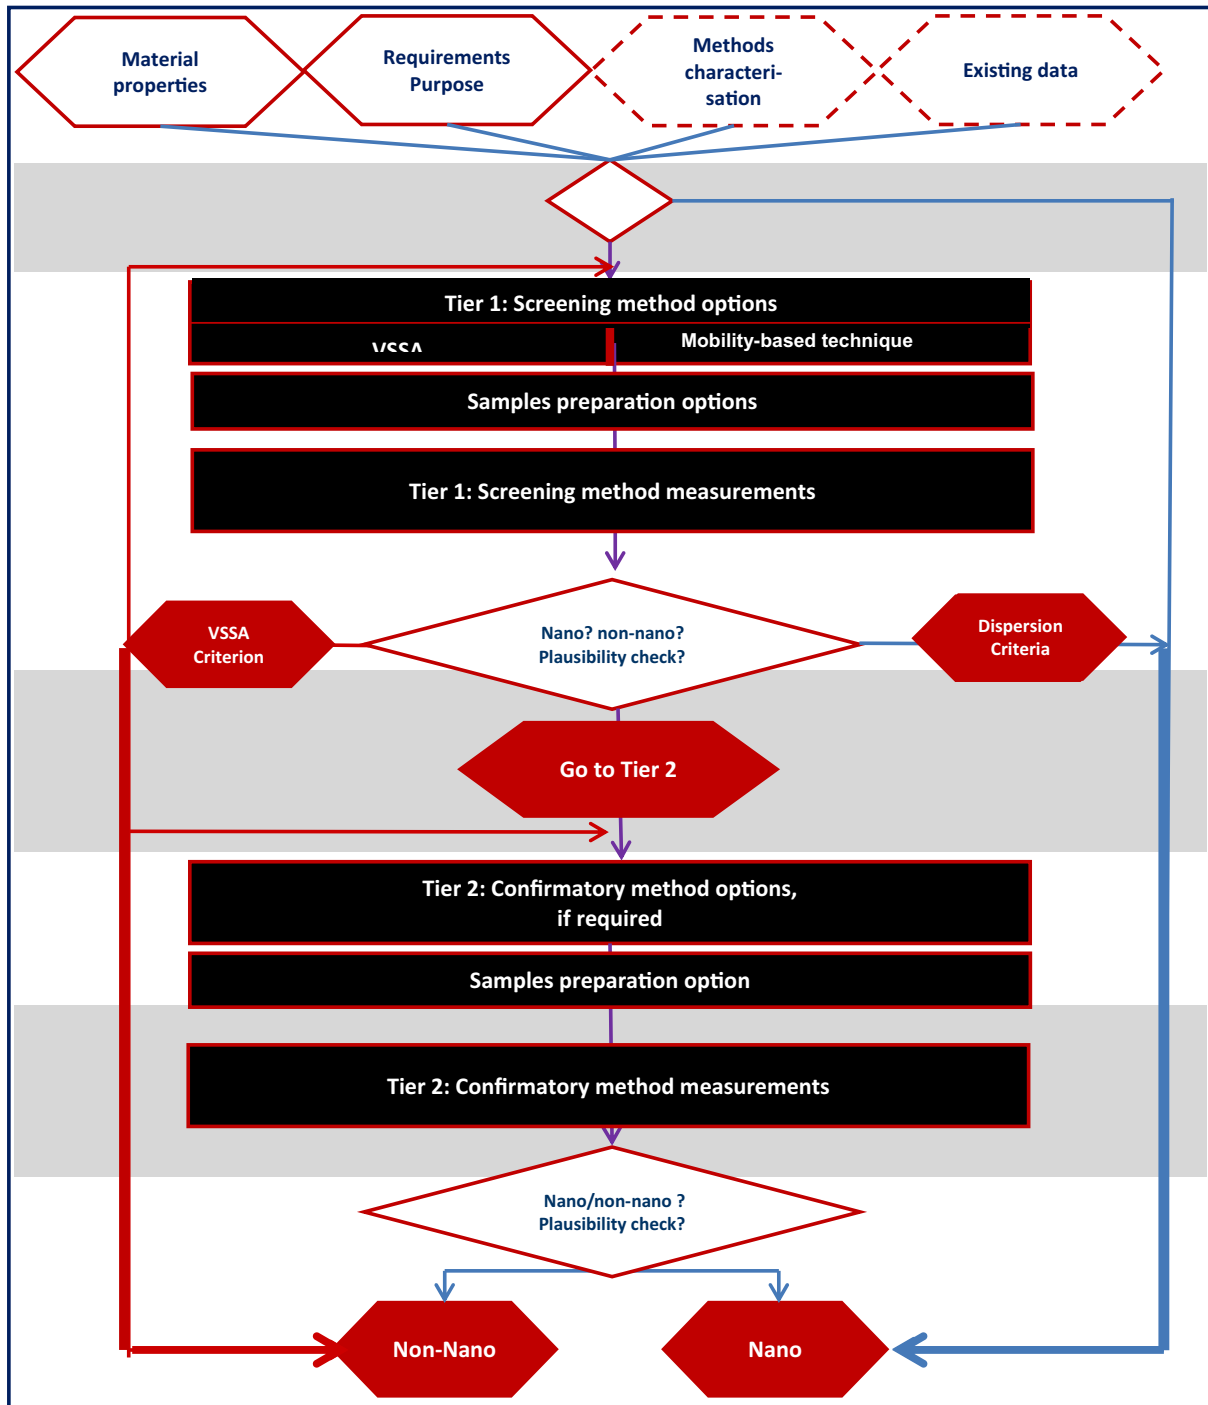 Material
properties
Requirements
Purpose
Methods
characteri-
sation
Existing data
Tier 1: Screening method options
VSSA
Mobility-based technique
Samples preparation options
Tier 1: Screening method measurements
VSSA
Criterion
Nano? non-nano?
Plausibility check?
Dispersion
Criteria
Go to Tier 2
Tier 2: Confirmatory method options,
if required
Samples preparation option
Tier 2: Confirmatory method measurements
Nano/non-nano ?
Plausibility check?
Non-Nano
Nano